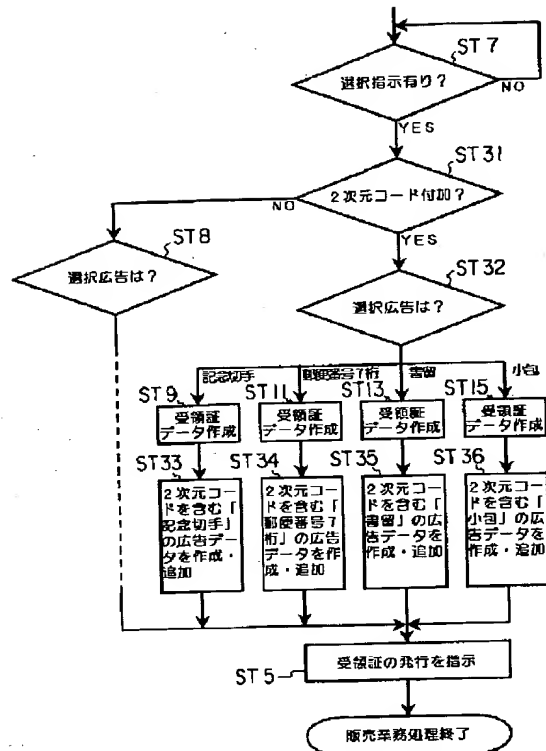 ST7
選択指示有り?
NO
YES
ST31
2次元コード付加?
NO
YES
ST8
選択広告は?
ST32
選択広告は?
記念切手
郵便番号7桁
書留
小包
ST9
受領証
データ作成
ST11
受領証
データ作成
ST13
受領証
データ作成
ST15
受領証
データ作成
ST33
2次元コー
ドを含む「
記念切手」
の広告デー
タを作成・
追加
ST34
2次元コー
ドを含む「
郵便番号7
桁」の広告
データを作
成・追加
ST35
2次元コー
ドを含む「
書留」の広
告データを
作成・追加
ST36
2次元コー
ドを含む「
小包」の広
告データを
作成・追加
ST5
受領証の発行を指示
販売業務処理終了